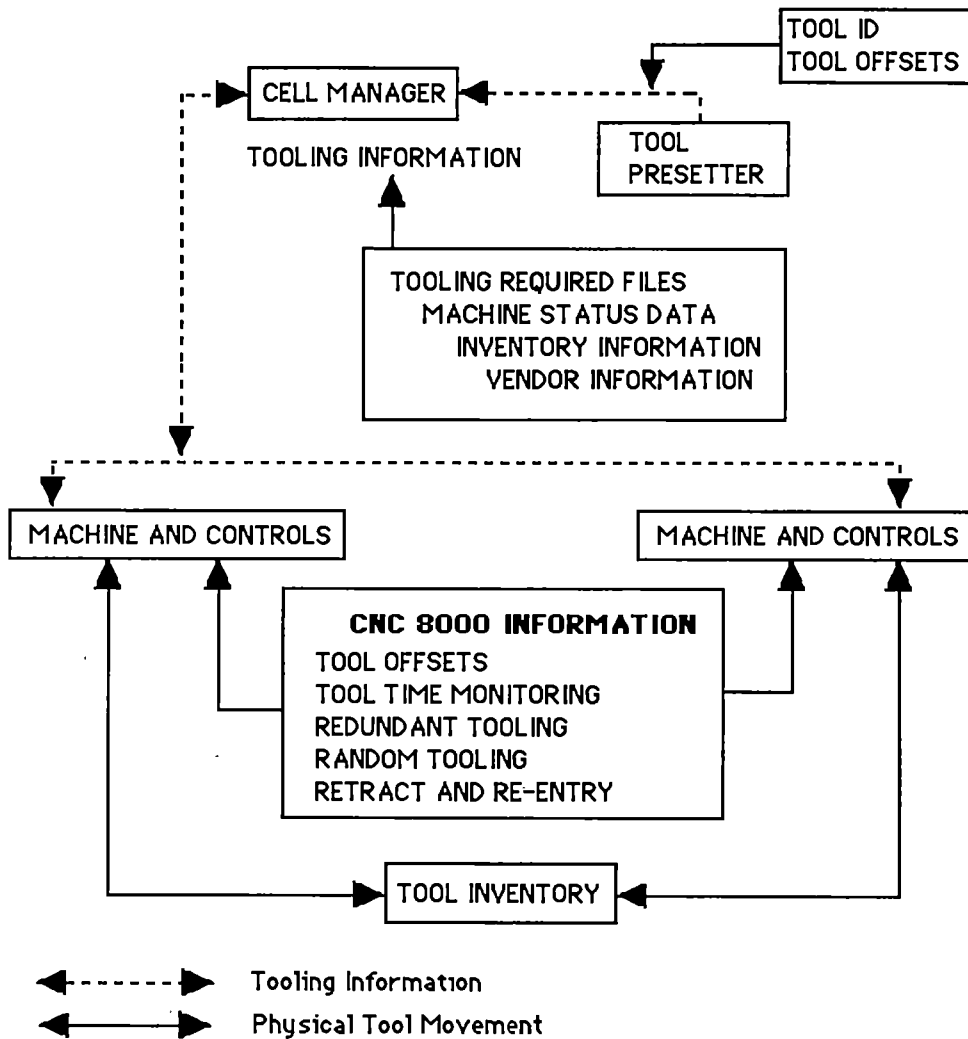 TOOL ID
TOOL OFFSETS
CELL MANAGER
TOOL
PRESETTER
TOOLING INFORMATION
TOOLING REQUIRED FILES
MACHINE STATUS DATA
INVENTORY INFORMATION
VENDOR INFORMATION
MACHINE AND CONTROLS
MACHINE AND CONTROLS
CNC 8000 INFORMATION
TOOL OFFSETS
TOOL TIME MONITORING
REDUNDANT TOOLING
RANDOM TOOLING
RETRACT AND RE-ENTRY
TOOL INVENTORY
Tooling Information
Physical Tool Movement